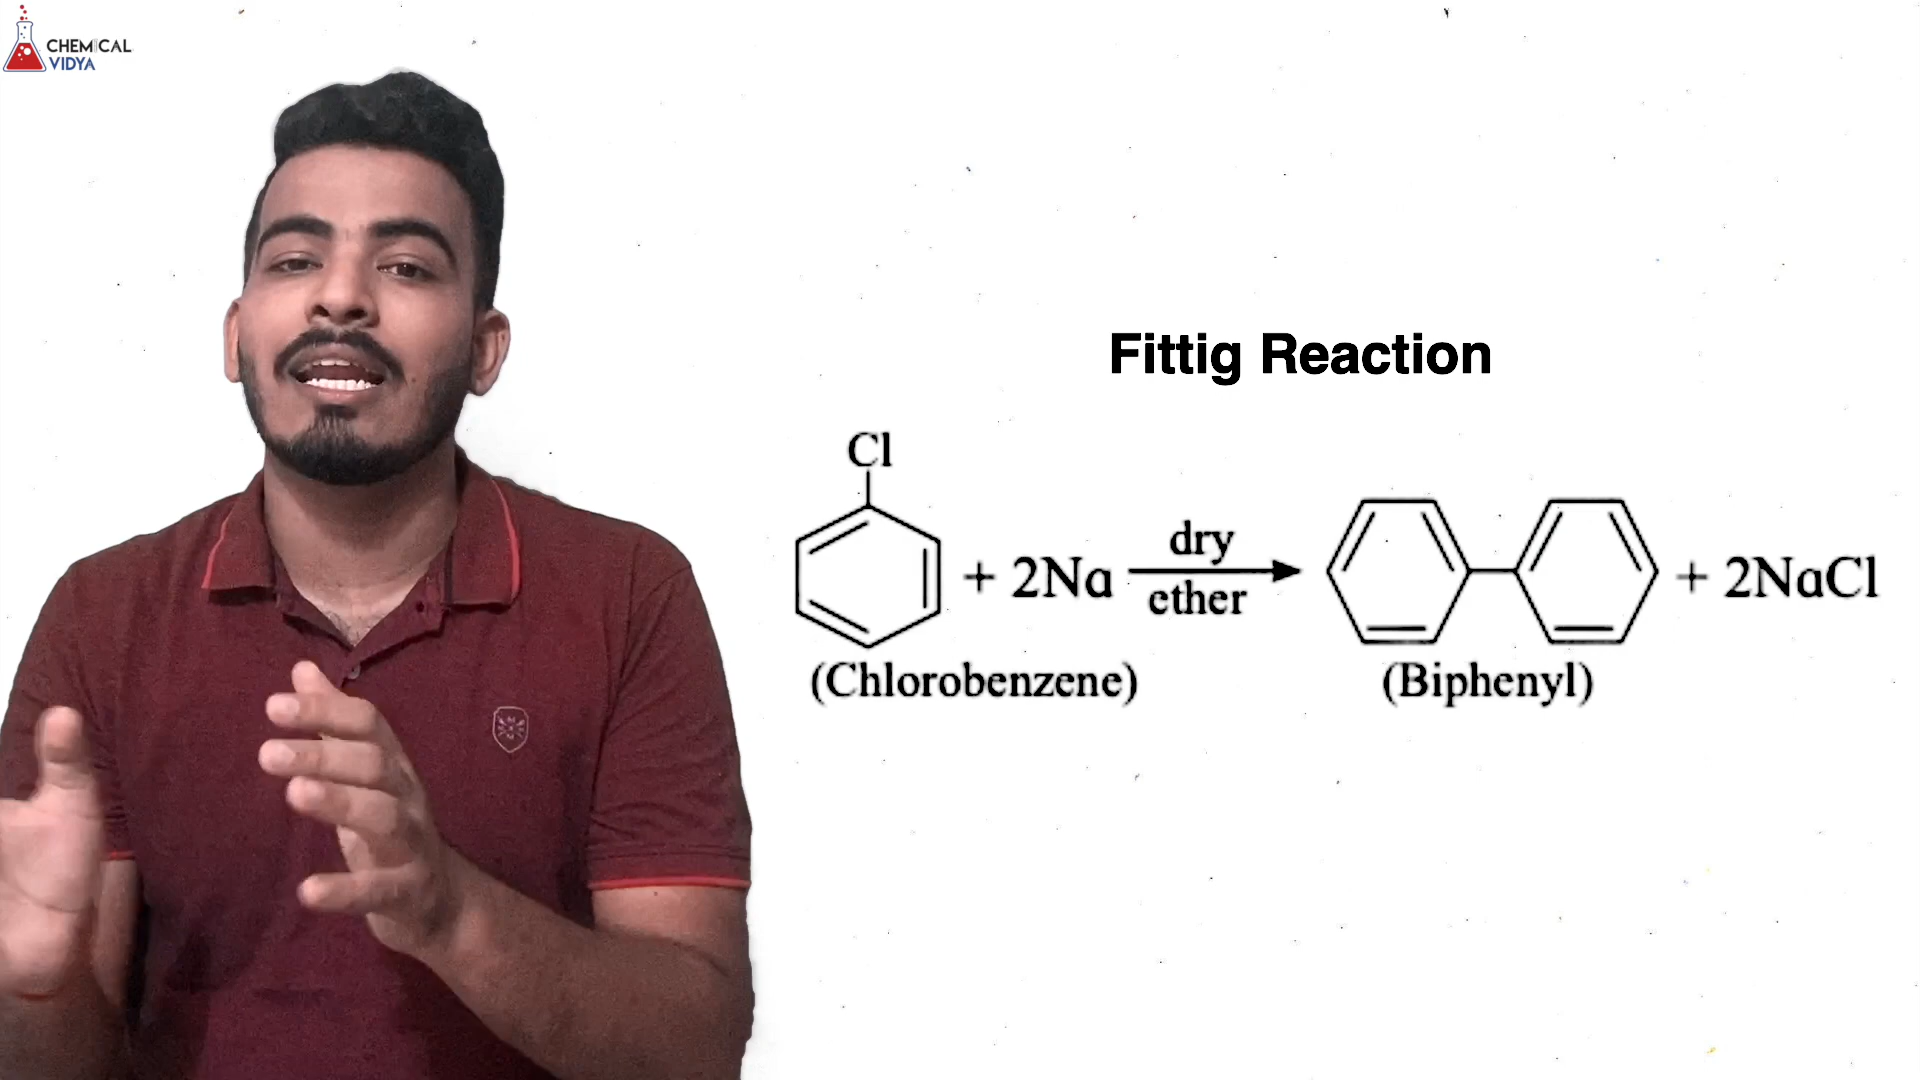 CHEMICAL
VIDYA
Fittig Reaction
Cl
+ 2Na
dry
ether
+ 2NaCl
(Chlorobenzene)
(Biphenyl)